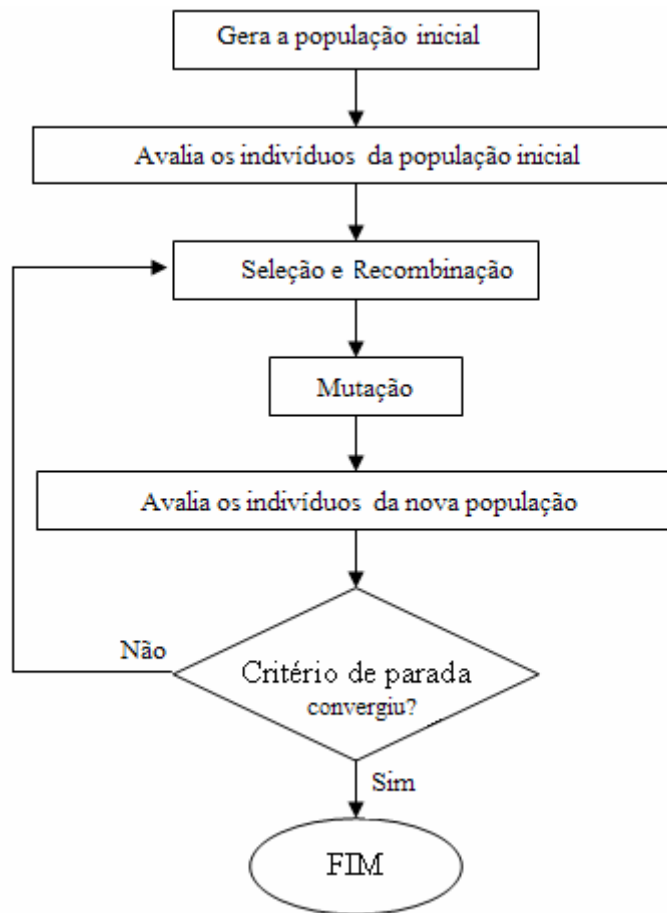 Gera a população inicial
Avalia os indivíduos da população inicial
Seleção e Recombinação
Mutação
Avalia os indivíduos da nova população
Não
Critério de parada
convergiu?
Sim
FIM